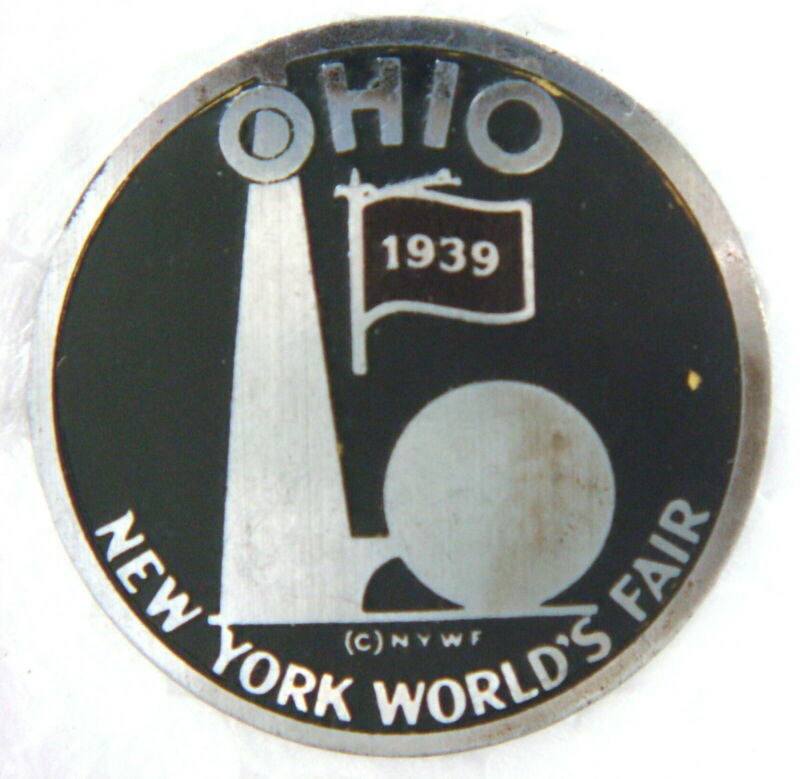 OHIO
1939
(C) NYWF
NEW YORK WORLD'S FAIR